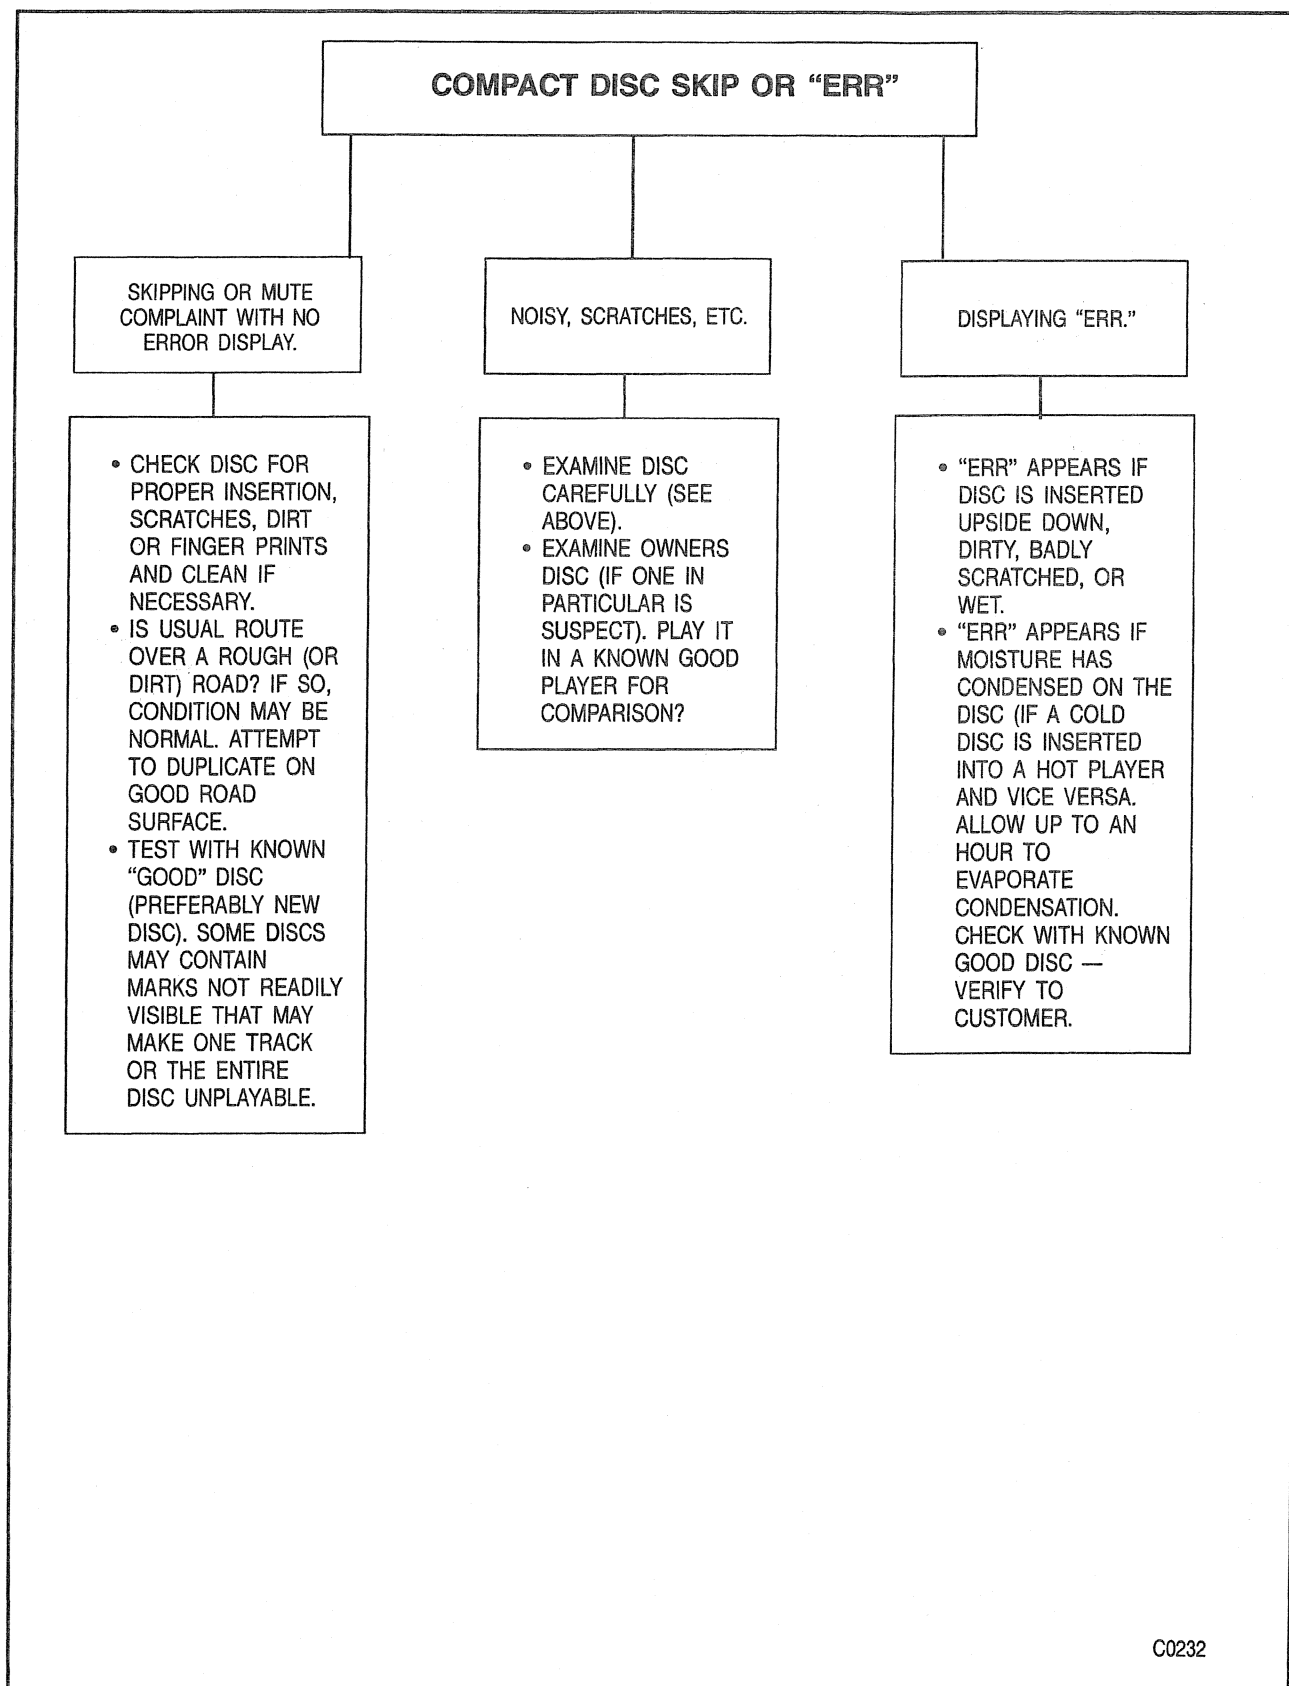 COMPACT DISC SKIP OR “ERR”
SKIPPING OR MUTE
COMPLAINT WITH NO
ERROR DISPLAY.
• CHECK DISC FOR
PROPER INSERTION,
SCRATCHES, DIRT
OR FINGER PRINTS
AND CLEAN IF
NECESSARY.
• IS USUAL ROUTE
OVER A ROUGH (OR
DIRT) ROAD? IF SO,
CONDITION MAY BE
NORMAL. ATTEMPT
TO DUPLICATE ON
GOOD ROAD
SURFACE.
• TEST WITH KNOWN
“GOOD” DISC
(PREFERABLY NEW
DISC). SOME DISCS
MAY CONTAIN
MARKS NOT READILY
VISIBLE THAT MAY
MAKE ONE TRACK
OR THE ENTIRE
DISC UNPLAYABLE.
NOISY, SCRATCHES, ETC.
• EXAMINE DISC
CAREFULLY (SEE
ABOVE).
• EXAMINE OWNERS
DISC (IF ONE IN
PARTICULAR IS
SUSPECT). PLAY IT
IN A KNOWN GOOD
PLAYER FOR
COMPARISON?
DISPLAYING “ERR.”
• “ERR” APPEARS IF
DISC IS INSERTED
UPSIDE DOWN,
DIRTY, BADLY
SCRATCHED, OR
WET.
• “ERR” APPEARS IF
MOISTURE HAS
CONDENSED ON THE
DISC (IF A COLD
DISC IS INSERTED
INTO A HOT PLAYER
AND VICE VERSA.
ALLOW UP TO AN
HOUR TO
EVAPORATE
CONDENSATION.
CHECK WITH KNOWN
GOOD DISC —
VERIFY TO
CUSTOMER.
C0232